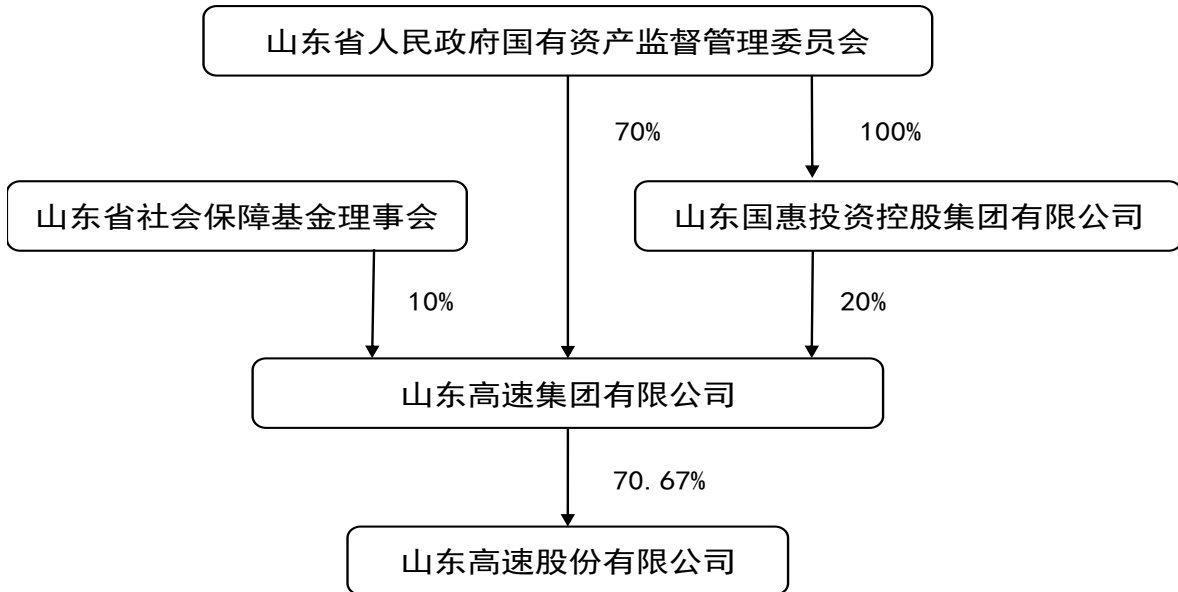 山东省人民政府国有资产监督管理委员会
70%
100%
山东省社会保障基金理事会
山东国惠投资控股集团有限公司
10%
20%
山东高速集团有限公司
70.67%
山东高速股份有限公司